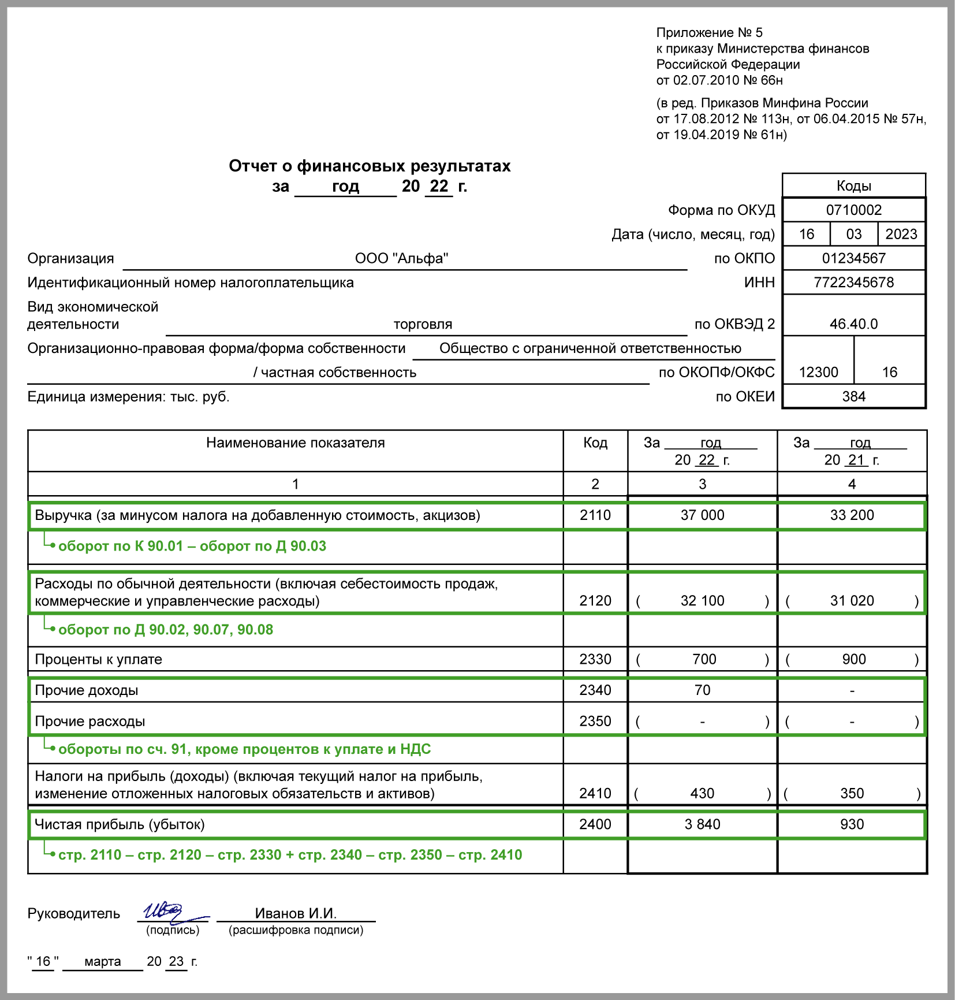 Приложение № 5
к приказу Министерства финансов
Российской Федерации
от 02.07.2010 № 66н
(в ред. Приказов Минфина России
от 17.08.2012 № 113н, от 06.04.2015 № 57н,
от 19.04.2019 № 61н)
Отчет о финансовых результатах
за год 20 22 г.
Коды
Форма по ОКУД 0710002
Дата (число, месяц, год) 16 03 2023
Организация ООО "Альфа" по ОКПО 01234567
Идентификационный номер налогоплательщика ИНН 7722345678
Вид экономической
деятельности торговля по ОКВЭД 2 46.40.0
Организационно-правовая форма/форма собственности Общество с ограниченной ответственностью
/ частная собственность по ОКОПФ/ОКФС 12300 16
Единица измерения: тыс. руб. по ОКЕИ 384
Наименование показателя Код За год За год
20 22 г. 20 21 г.
1 2 3 4
Выручка (за минусом налога на добавленную стоимость, акцизов) 2110 37 000 33 200
оборот по К 90.01 – оборот по Д 90.03
Расходы по обычной деятельности (включая себестоимость продаж,
коммерческие и управленческие расходы) 2120 ( 32 100 ) ( 31 020 )
оборот по Д 90.02, 90.07, 90.08
Проценты к уплате 2330 ( 700 ) ( 900 )
Прочие доходы 2340 70 -
Прочие расходы 2350 ( - ) ( - )
обороты по сч. 91, кроме процентов к уплате и НДС
Налоги на прибыль (доходы) (включая текущий налог на прибыль,
изменение отложенных налоговых обязательств и активов) 2410 ( 430 ) ( 350 )
Чистая прибыль (убыток) 2400 3 840 930
стр. 2110 – стр. 2120 – стр. 2330 + стр. 2340 – стр. 2350 – стр. 2410
Руководитель Иванов И.И.
(подпись) (расшифровка подписи)
" 16 " марта 20 23 г.